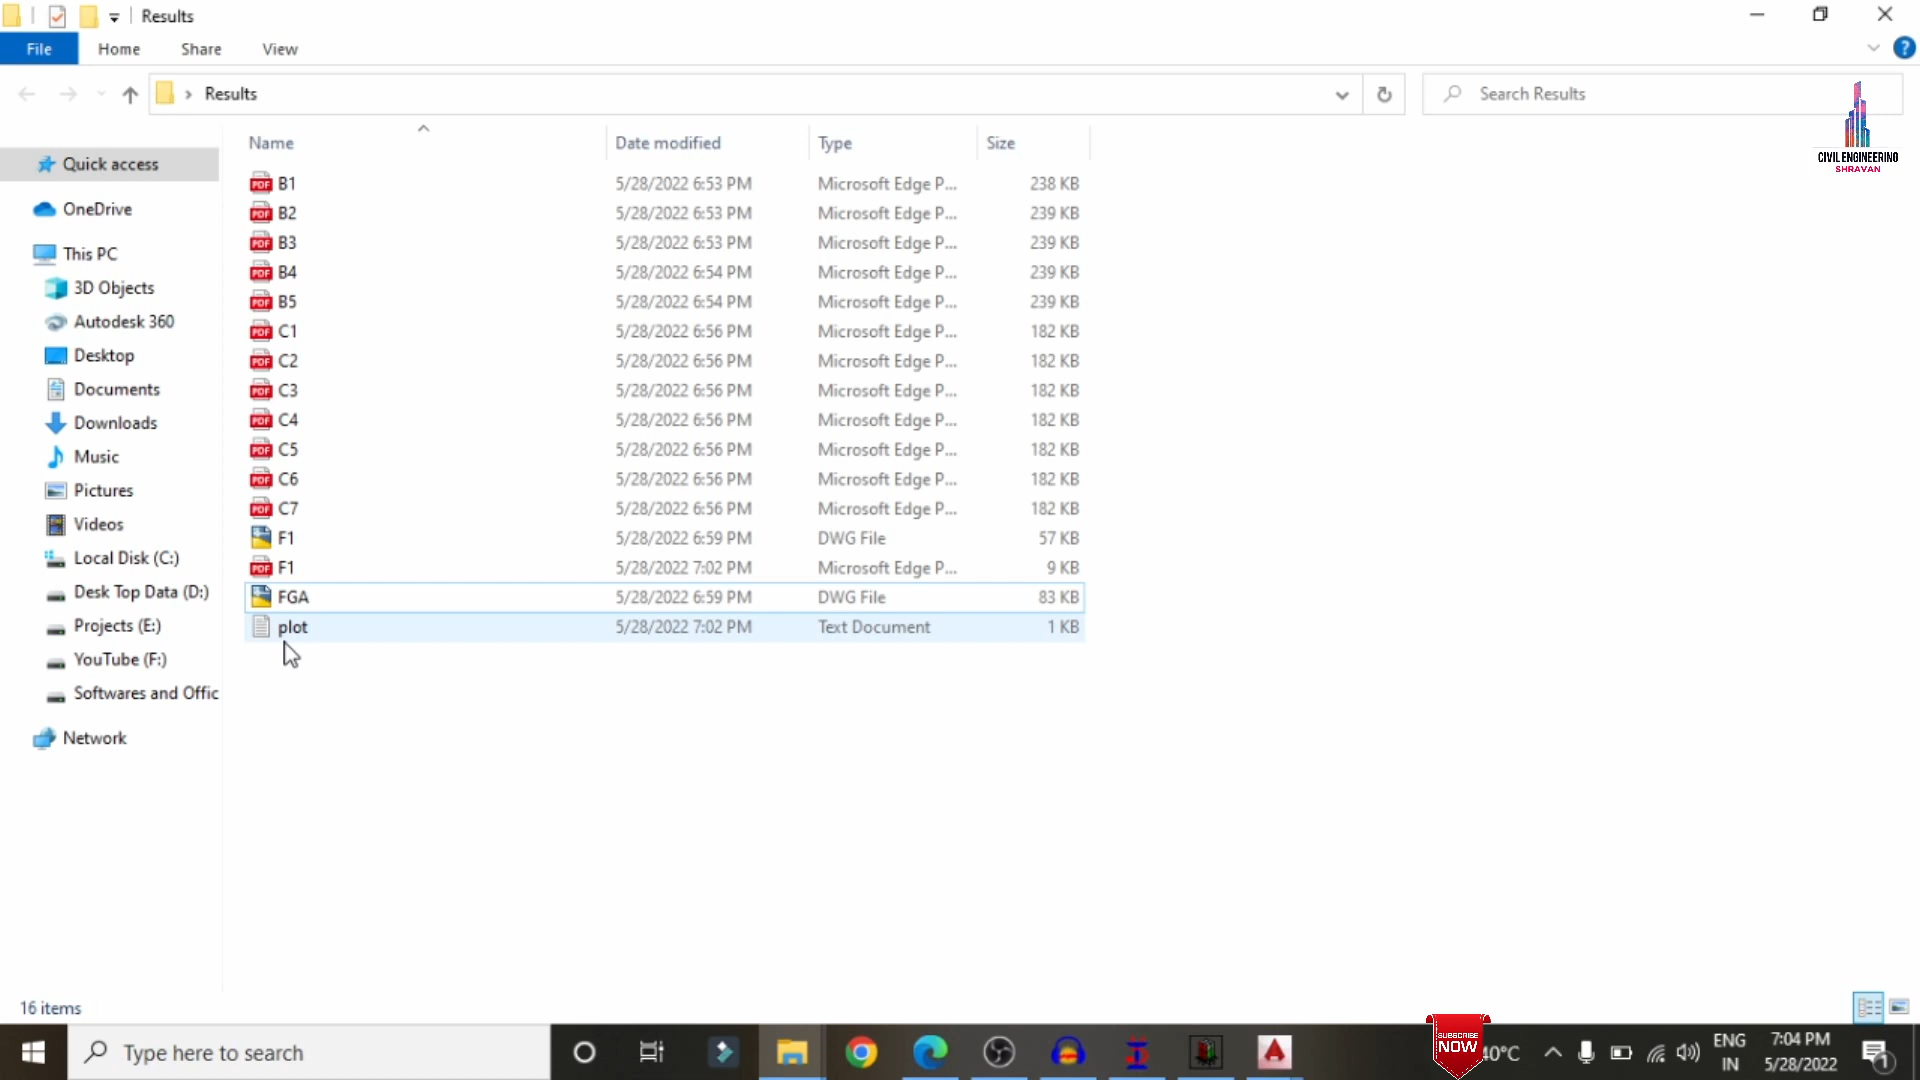 Results
File Home Share View
› Results
Search Results
CIVIL ENGINEERING
SHRAVAN
Name Date modified Type Size
B1 5/28/2022 6:53 PM Microsoft Edge P... 238 KB
B2 5/28/2022 6:53 PM Microsoft Edge P... 239 KB
B3 5/28/2022 6:53 PM Microsoft Edge P... 239 KB
B4 5/28/2022 6:54 PM Microsoft Edge P... 239 KB
B5 5/28/2022 6:54 PM Microsoft Edge P... 239 KB
C1 5/28/2022 6:56 PM Microsoft Edge P... 182 KB
C2 5/28/2022 6:56 PM Microsoft Edge P... 182 KB
C3 5/28/2022 6:56 PM Microsoft Edge P... 182 KB
C4 5/28/2022 6:56 PM Microsoft Edge P... 182 KB
C5 5/28/2022 6:56 PM Microsoft Edge P... 182 KB
C6 5/28/2022 6:56 PM Microsoft Edge P... 182 KB
C7 5/28/2022 6:56 PM Microsoft Edge P... 182 KB
F1 5/28/2022 6:59 PM DWG File 57 KB
F1 5/28/2022 7:02 PM Microsoft Edge P... 9 KB
FGA 5/28/2022 6:59 PM DWG File 83 KB
plot 5/28/2022 7:02 PM Text Document 1 KB
Quick access
OneDrive
This PC
3D Objects
Autodesk 360
Desktop
Documents
Downloads
Music
Pictures
Videos
Local Disk (C:)
Desk Top Data (D:)
Projects (E:)
YouTube (F:)
Softwares and Offic
Network
16 items
Type here to search
SUBSCRIBE
NOW
40°C
ENG
IN
7:04 PM
5/28/2022
1